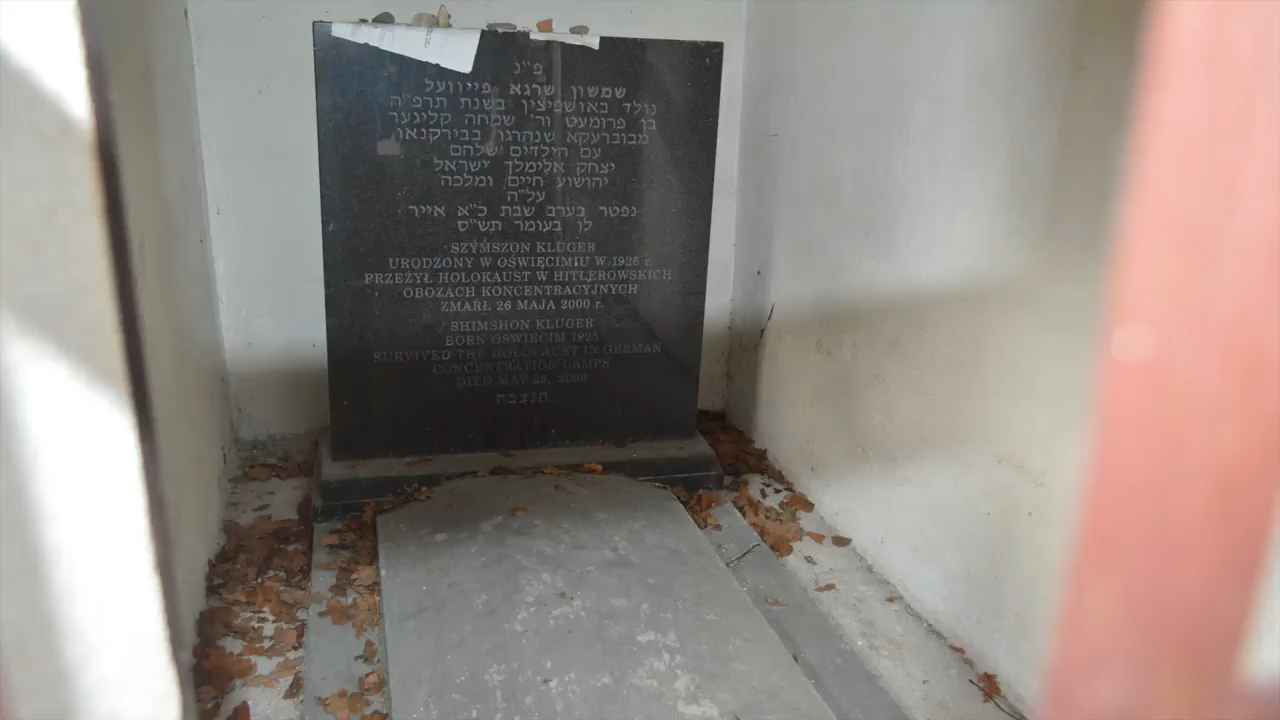 פ״נ
שמשון שרגא פייוועל
נולד באושפיצין בשנת תרפ״ה
בן פרומעט ור׳ שמחה קליגער
מבוברעקא שנהרגו בבירקנאו
עם הילדים שלהם
יצחק אלימלך ישראל
יהושוע חיים ומלכה
על״ה
נפטר בערב שבת כ״א אייר
לו בעומר תש״ס
SZYMSZON KLUGER
URODZONY W OŚWIĘCIMIU W 1926 r.
PRZEŻYŁ HOLOKAUST W HITLEROWSKICH
OBOZACH KONCENTRACYJNYCH
ZMARŁ 26 MAJA 2000 r.
SHIMSHON KLUGER
BORN OSWIECIM 1925
SURVIVED THE HOLOCAUST IN GERMAN
CONCENTRATION CAMPS
DIED MAY 26, 2000
תנצבה